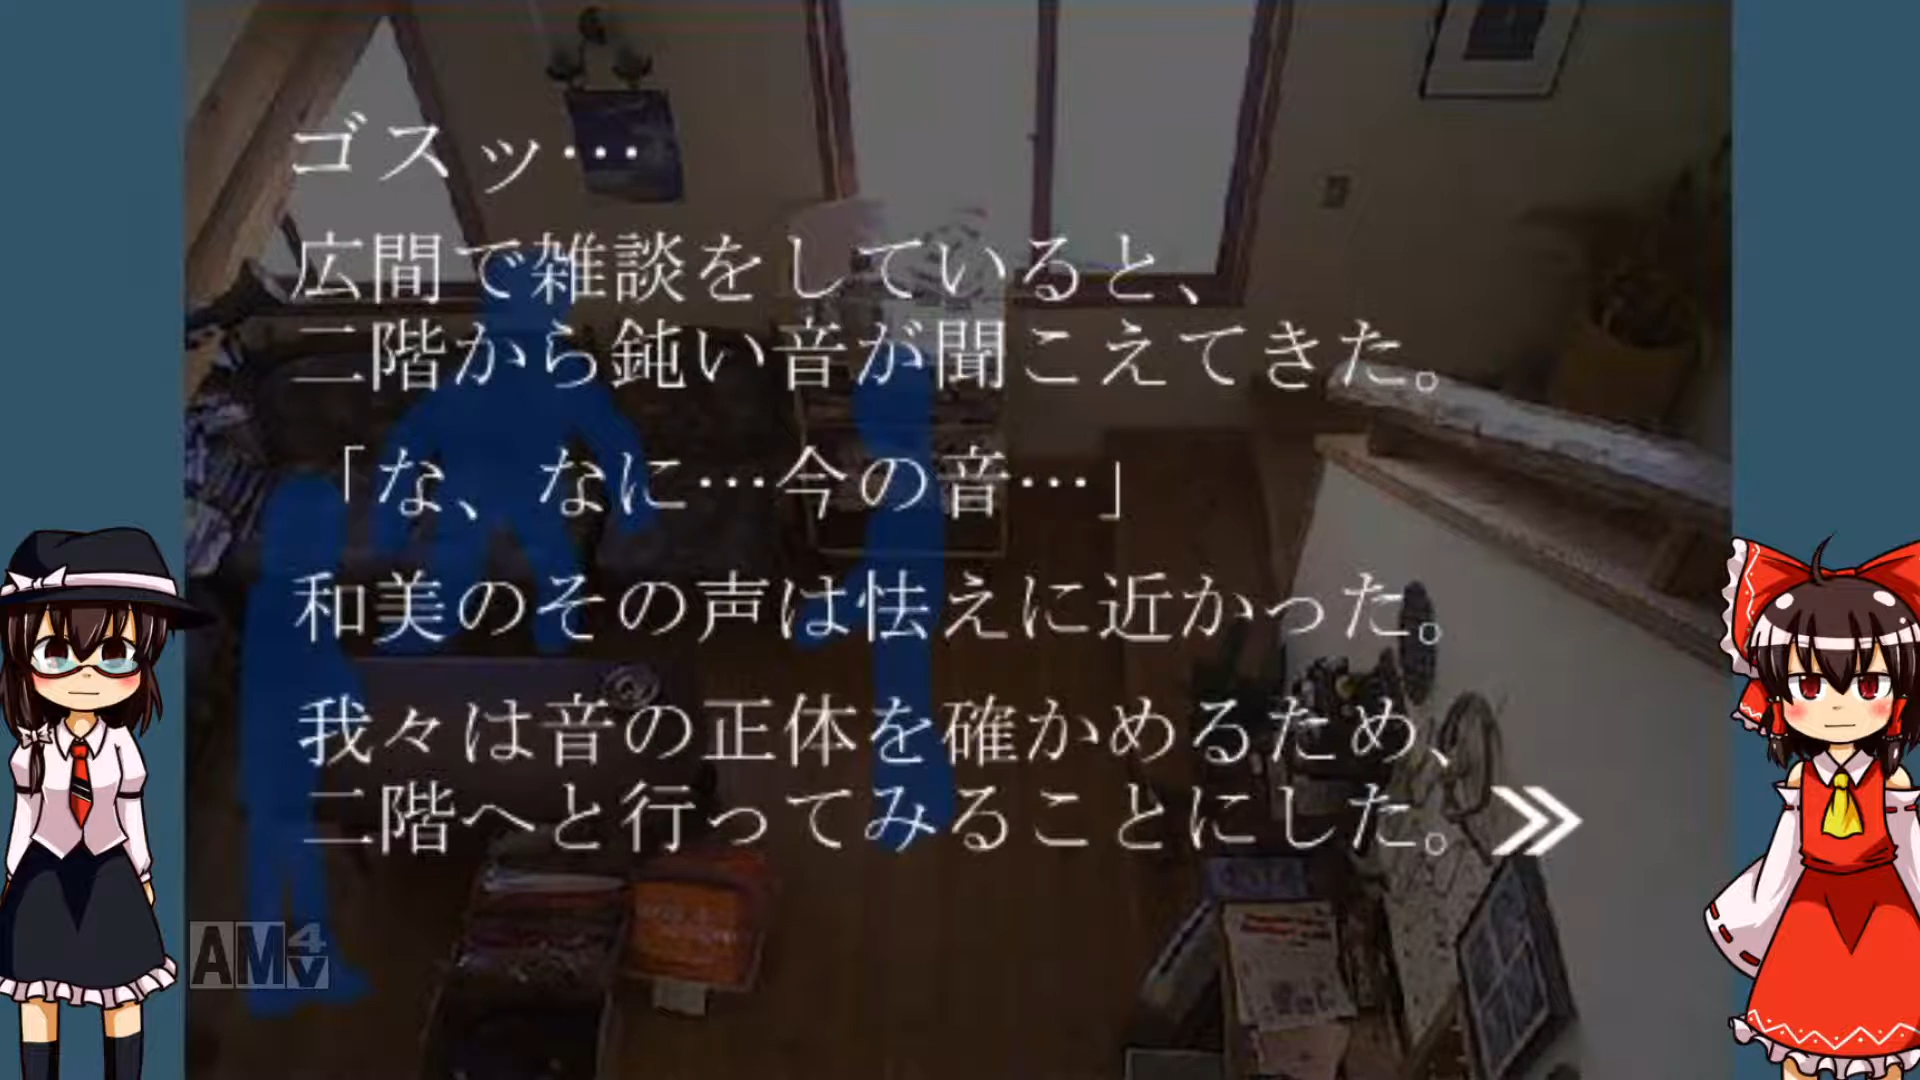 ゴスッ…
広間で雑談をしていると、
二階から鈍い音が聞こえてきた。
「な、なに…今の音…」
和美のその声は怯えに近かった。
我々は音の正体を確かめるため、
二階へと行ってみることにした。
AM4V